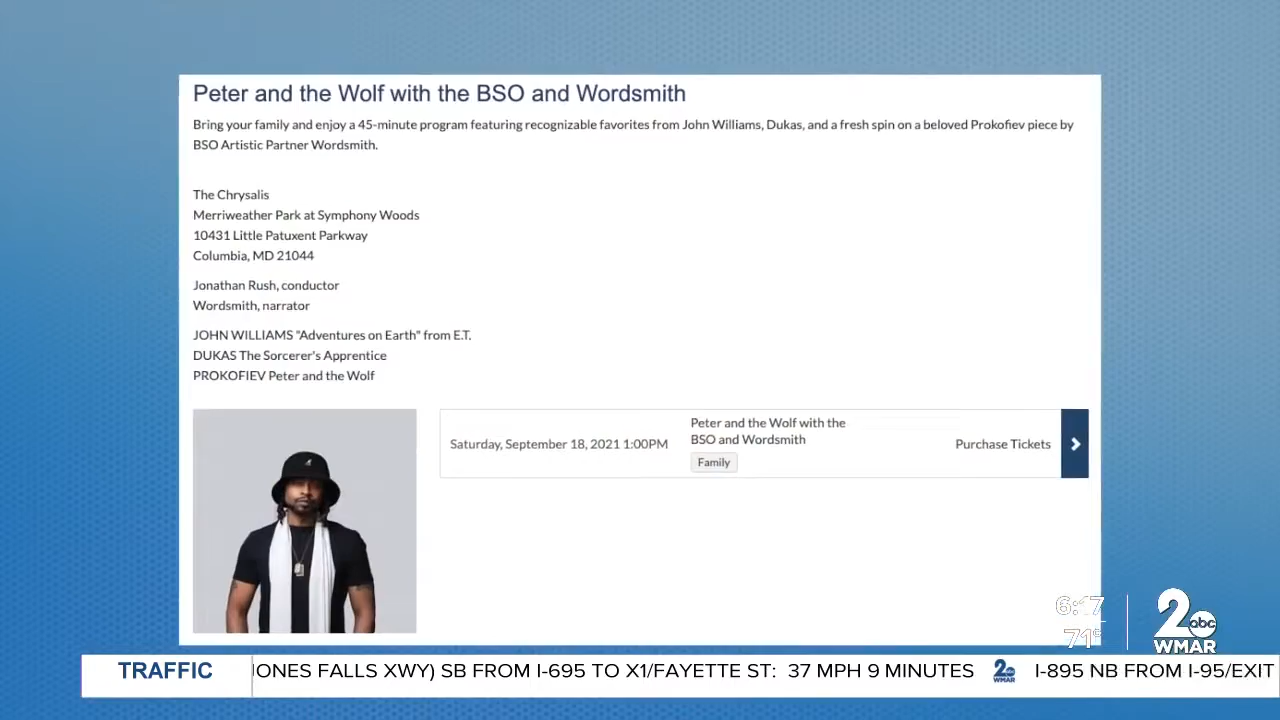 Peter and the Wolf with the BSO and Wordsmith
Bring your family and enjoy a 45-minute program featuring recognizable favorites from John Williams, Dukas, and a fresh spin on a beloved Prokofiev piece by
BSO Artistic Partner Wordsmith.
The Chrysalis
Merriweather Park at Symphony Woods
10431 Little Patuxent Parkway
Columbia, MD 21044
Jonathan Rush, conductor
Wordsmith, narrator
JOHN WILLIAMS "Adventures on Earth" from E.T.
DUKAS The Sorcerer's Apprentice
PROKOFIEV Peter and the Wolf
Saturday, September 18, 2021 1:00PM
Peter and the Wolf with the
BSO and Wordsmith
Family
Purchase Tickets
6:17
71°
2 abc
WMAR
TRAFFIC
JONES FALLS XWY) SB FROM I-695 TO X1/FAYETTE ST: 37 MPH 9 MINUTES 2 abc WMAR I-895 NB FROM I-95/EXIT